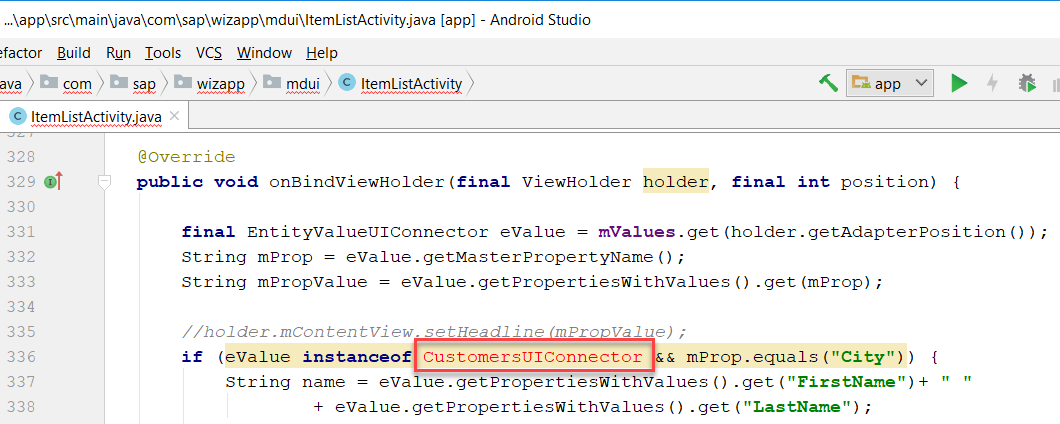 ...\app\src\main\java\com\sap\wizapp\mdui\ItemListActivity.java [app] - Android Studio
efactor Build Run Tools VCS Window Help
ava com sap wizapp mdui C ItemListActivity app
C ItemListActivity.java
327
328 @Override
329 public void onBindViewHolder(final ViewHolder holder, final int position) {
330
331 final EntityValueUIConnector eValue = mValues.get(holder.getAdapterPosition());
332 String mProp = eValue.getMasterPropertyName();
333 String mPropValue = eValue.getPropertiesWithValues().get(mProp);
334
335 //holder.mContentView.setHeadline(mPropValue);
336 if (eValue instanceof CustomersUIConnector && mProp.equals("City")) {
337 String name = eValue.getPropertiesWithValues().get("FirstName")+ " "
338 + eValue.getPropertiesWithValues().get("LastName");